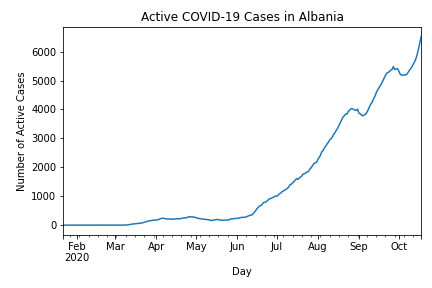 Active COVID-19 Cases in Albania
Number of Active Cases
6000
5000
4000
3000
2000
1000
0
Feb Mar Apr May Jun Jul Aug Sep Oct
2020
Day